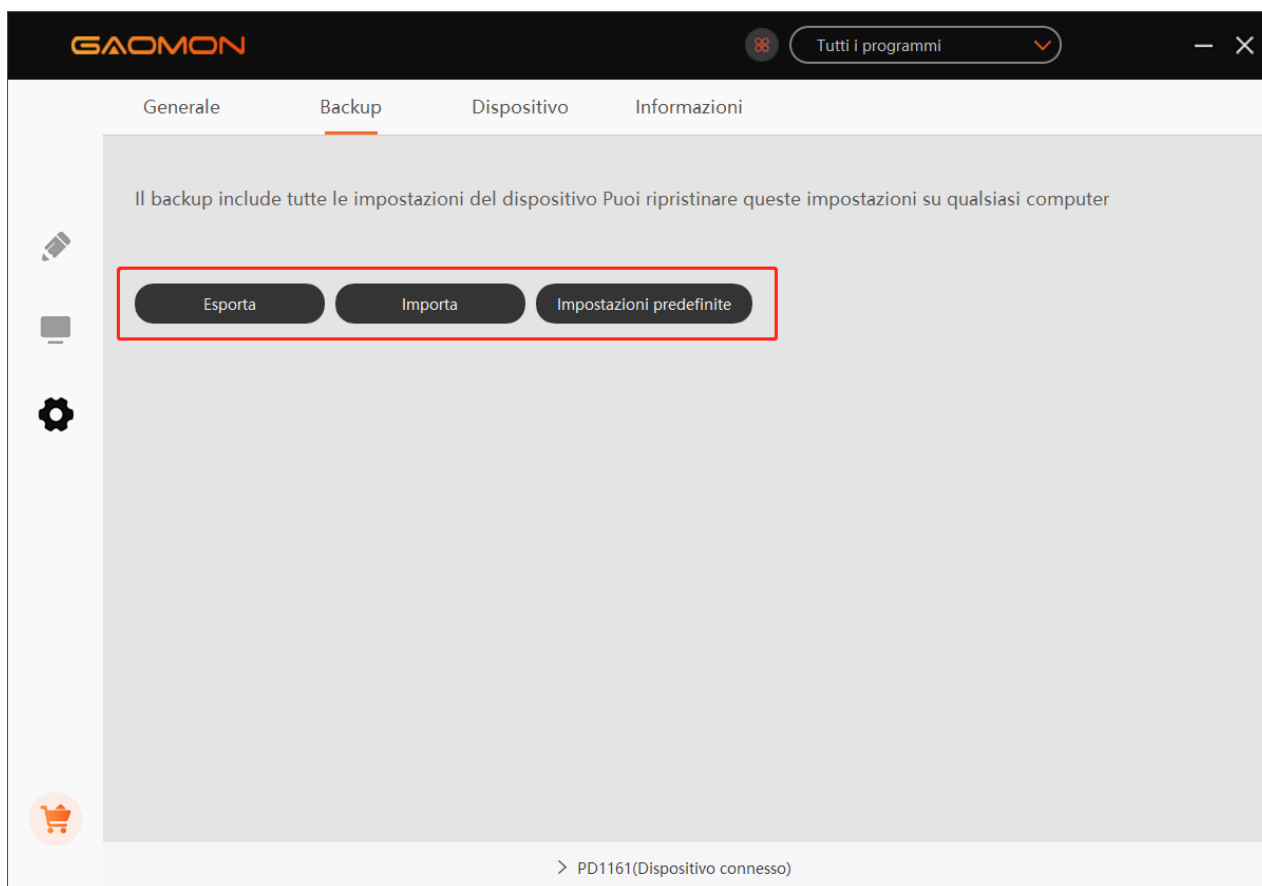 GAOMON
Tutti i programmi
Generale Backup Dispositivo Informazioni
Il backup include tutte le impostazioni del dispositivo Puoi ripristinare queste impostazioni su qualsiasi computer
Esporta Importa Impostazioni predefinite
PD1161(Dispositivo connesso)